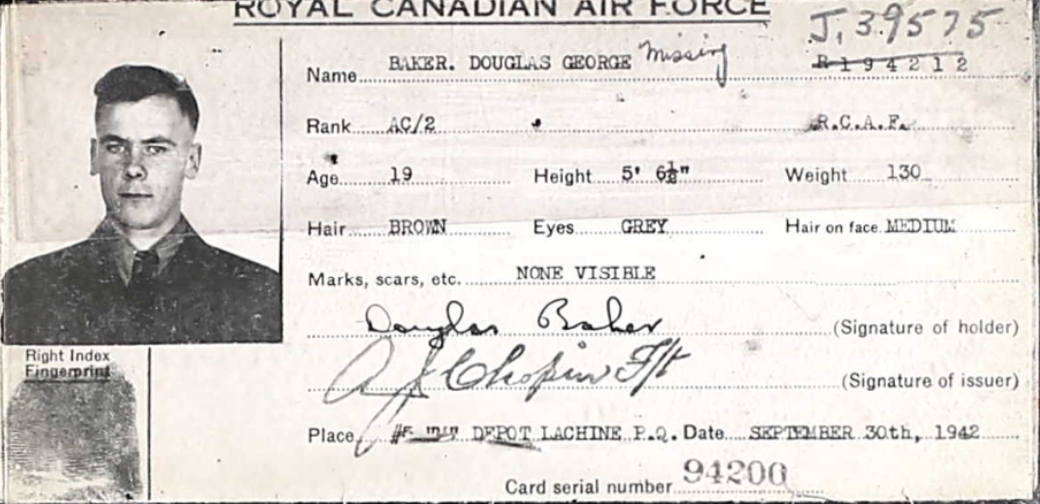 ROYAL CANADIAN AIR FORCE
J.39575
Name BAKER. DOUGLAS GEORGE Missing R194212
Rank AC/2 R.C.A.F.
Age 19 Height 5' 6½" Weight 130
Hair BROWN Eyes GREY Hair on face MEDIUM
Marks, scars, etc. NONE VISIBLE
Douglas Baker (Signature of holder)
Chopin F/t (Signature of issuer)
Right Index
Fingerprint
Place DEPOT LACHINE P.Q. Date SEPTEMBER 30th, 1942
Card serial number 94200